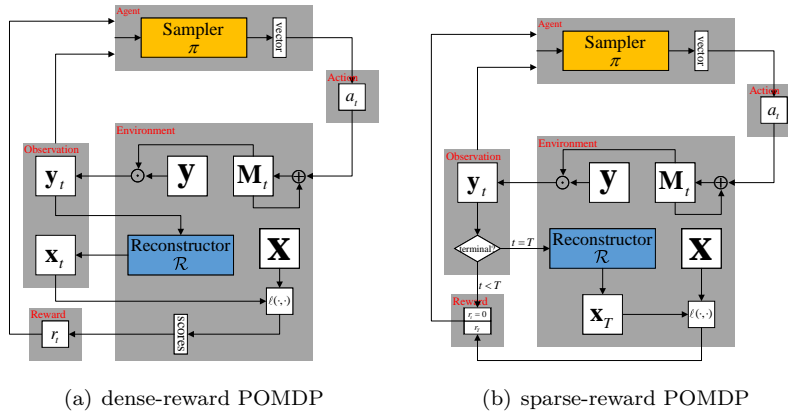 Agent
Sampler
π
vector
Action
a_t
Environment
Observation
y_t
⊙
y
M_t
⊕
x_t
Reconstructor
ℛ
x
ℓ(·,·)
Reward
r_t
scores
(a) dense-reward POMDP
Agent
Sampler
π
vector
Action
a_t
Environment
Observation
y_t
⊙
y
M_t
⊕
terminal?
t = T
Reconstructor
ℛ
x
t < T
Reward
r_t = 0
r_T
x_T
ℓ(·,·)
(b) sparse-reward POMDP